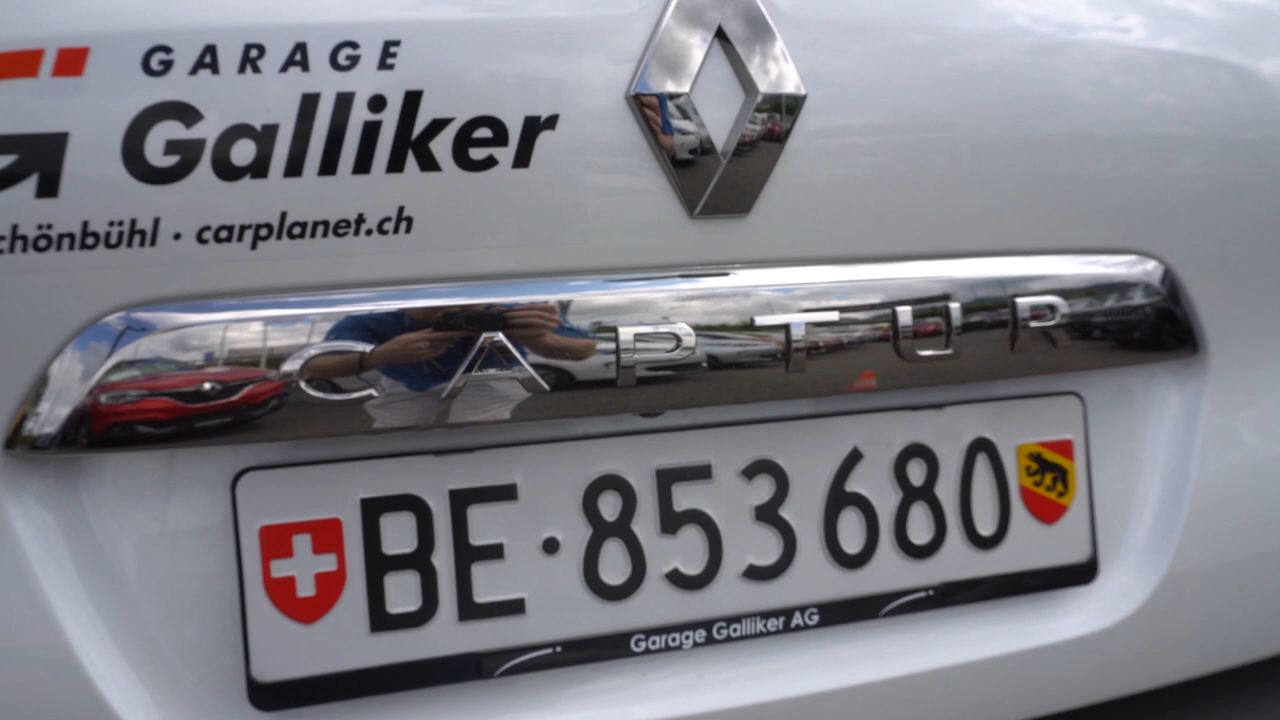 GARAGE
Galliker
chönbühl · carplanet.ch
CAPTUR
BE·853680
Garage Galliker AG